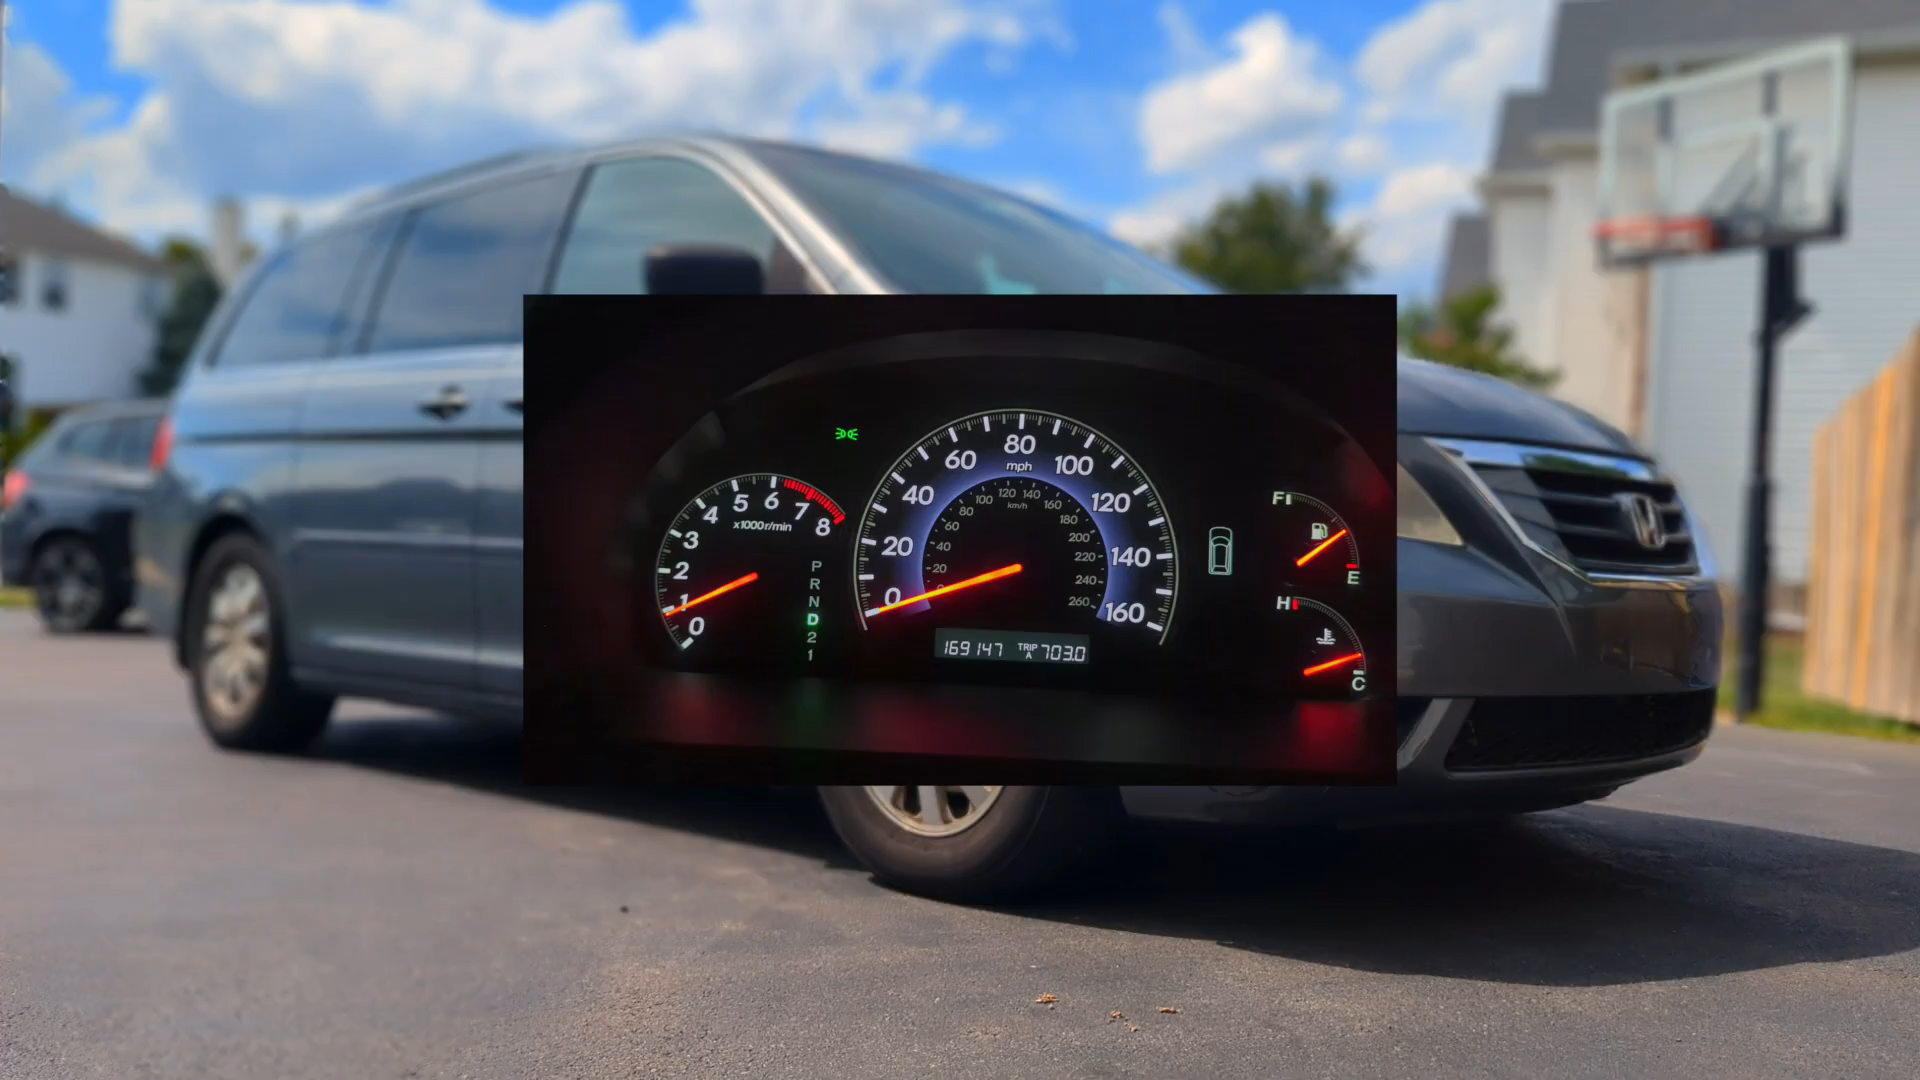 80
60 mph 100
40 120
20 140
0 160
100 120 140 160
80 km/h 180
60 200
40 220
20 240
260
5 6 7
4 8
x1000r/min
3
2
1
0
P
R
N
D
2
1
169147 TRIP A 703.0
F
E
H
C